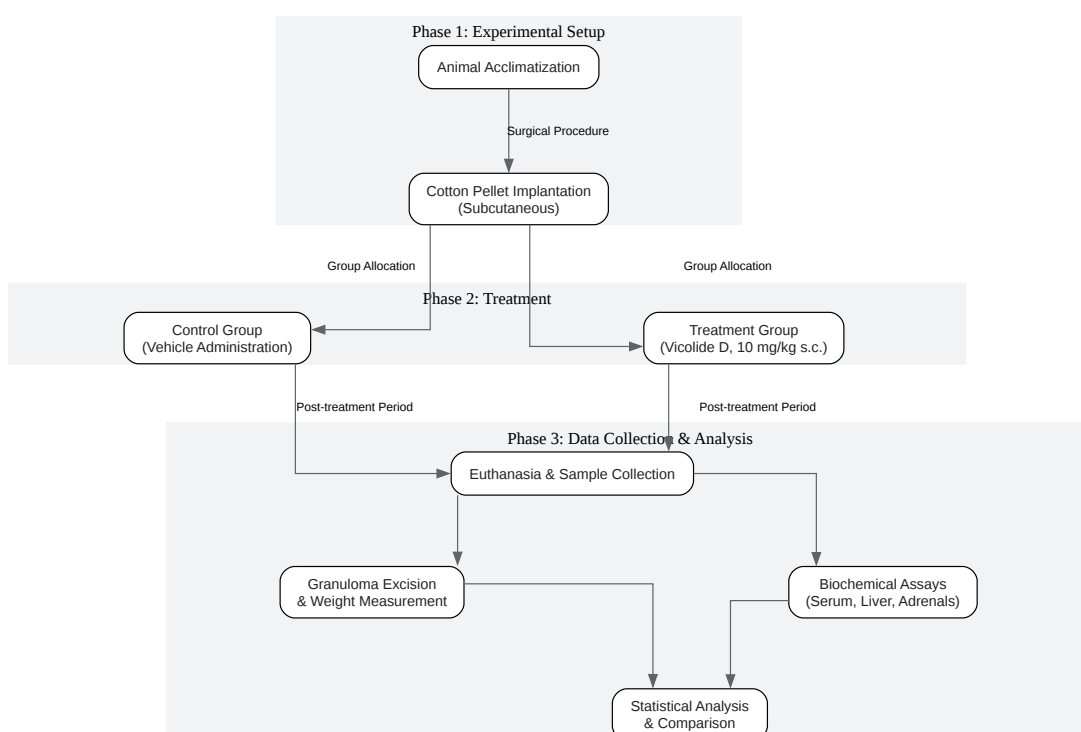 Phase 1: Experimental Setup
Animal Acclimatization
Surgical Procedure
Cotton Pellet Implantation
(Subcutaneous)
Group Allocation
Group Allocation
Phase 2: Treatment
Control Group
(Vehicle Administration)
Treatment Group
(Vicolide D, 10 mg/kg s.c.)
Post-treatment Period
Post-treatment Period
Phase 3: Data Collection & Analysis
Euthanasia & Sample Collection
Granuloma Excision
& Weight Measurement
Biochemical Assays
(Serum, Liver, Adrenals)
Statistical Analysis
& Comparison